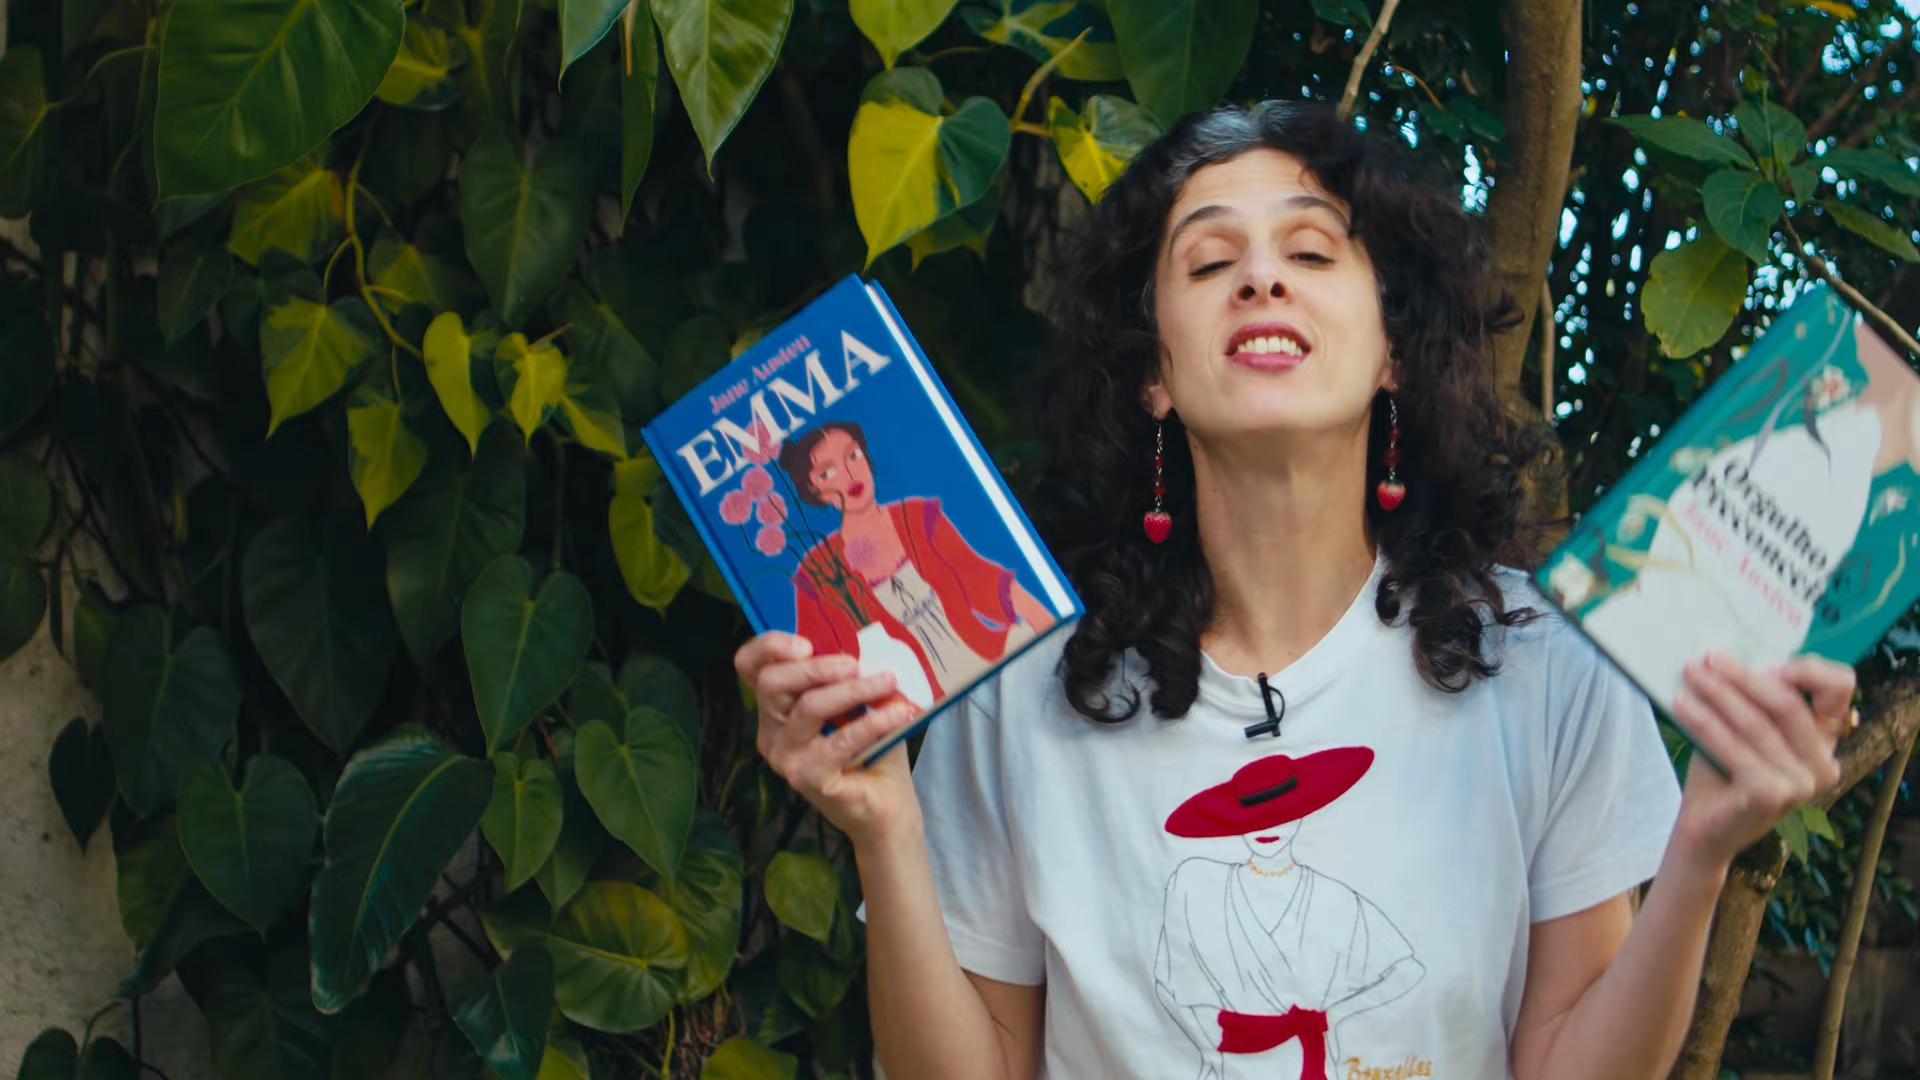 Jane Austen
EMMA
Orgulho e
Preconceito
Jane Austen
Bruxelles